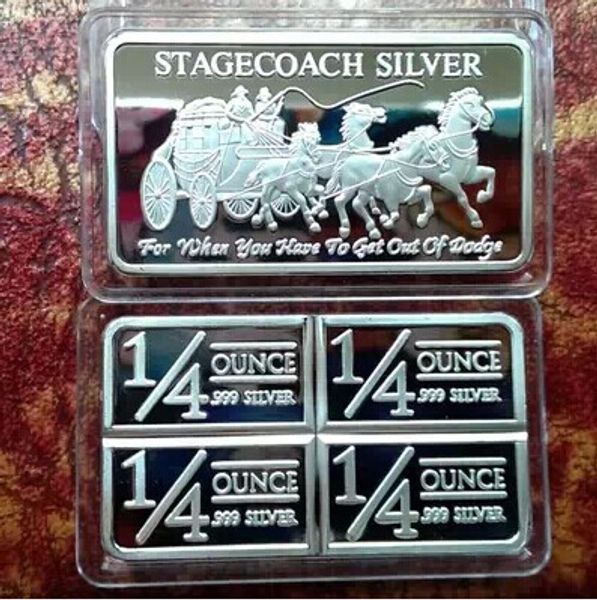 STAGECOACH SILVER
For When You Have To Get Out Of Dodge
1/4 OUNCE
.999 SILVER
1/4 OUNCE
.999 SILVER
1/4 OUNCE
.999 SILVER
1/4 OUNCE
.999 SILVER